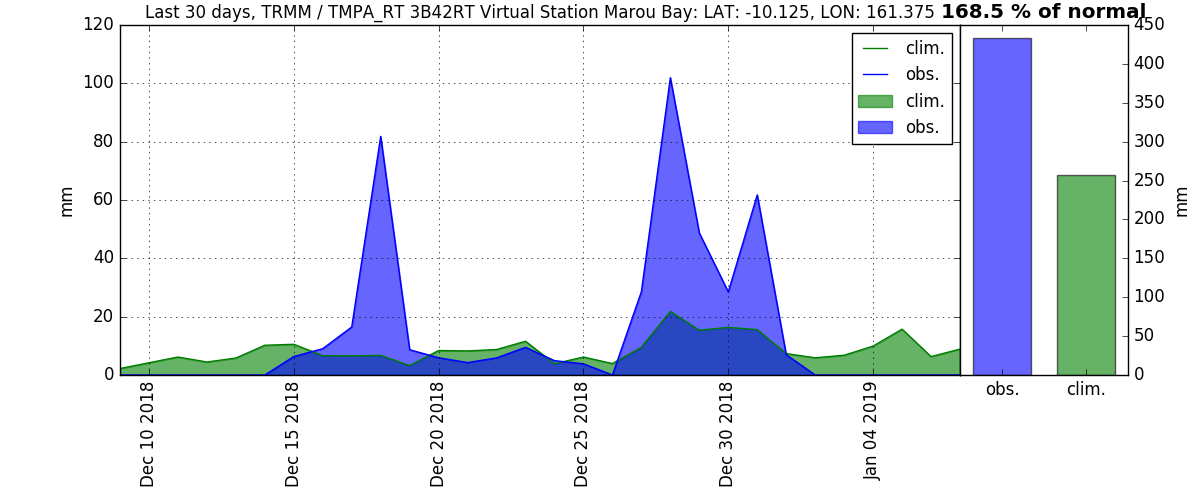 Last 30 days, TRMM / TMPA_RT 3B42RT Virtual Station Marou Bay: LAT: -10.125, LON: 161.375 168.5 % of normal
120
100
80
60
40
20
0
mm
clim.
obs.
clim.
obs.
Dec 10 2018
Dec 15 2018
Dec 20 2018
Dec 25 2018
Dec 30 2018
Jan 04 2019
450
400
350
300
250
200
150
100
50
0
mm
obs. clim.